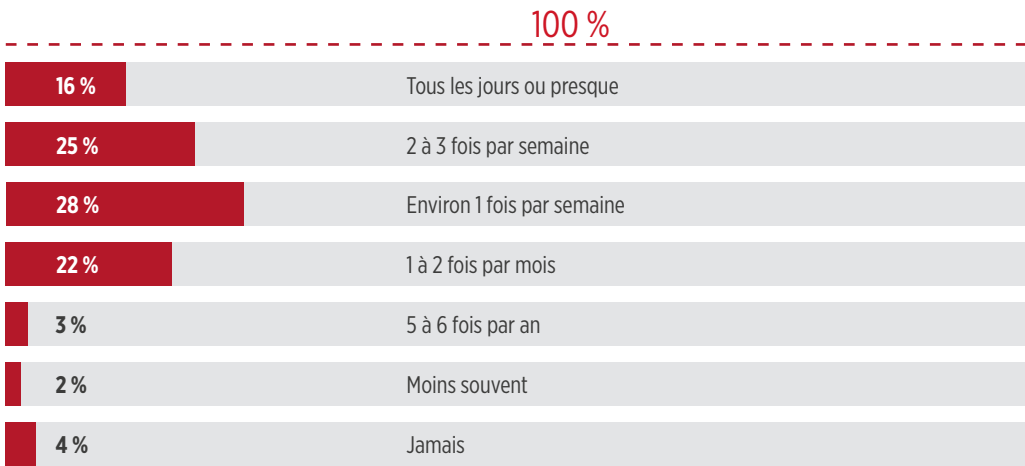 100 %
16 % Tous les jours ou presque
25 % 2 à 3 fois par semaine
28 % Environ 1 fois par semaine
22 % 1 à 2 fois par mois
3 % 5 à 6 fois par an
2 % Moins souvent
4 % Jamais